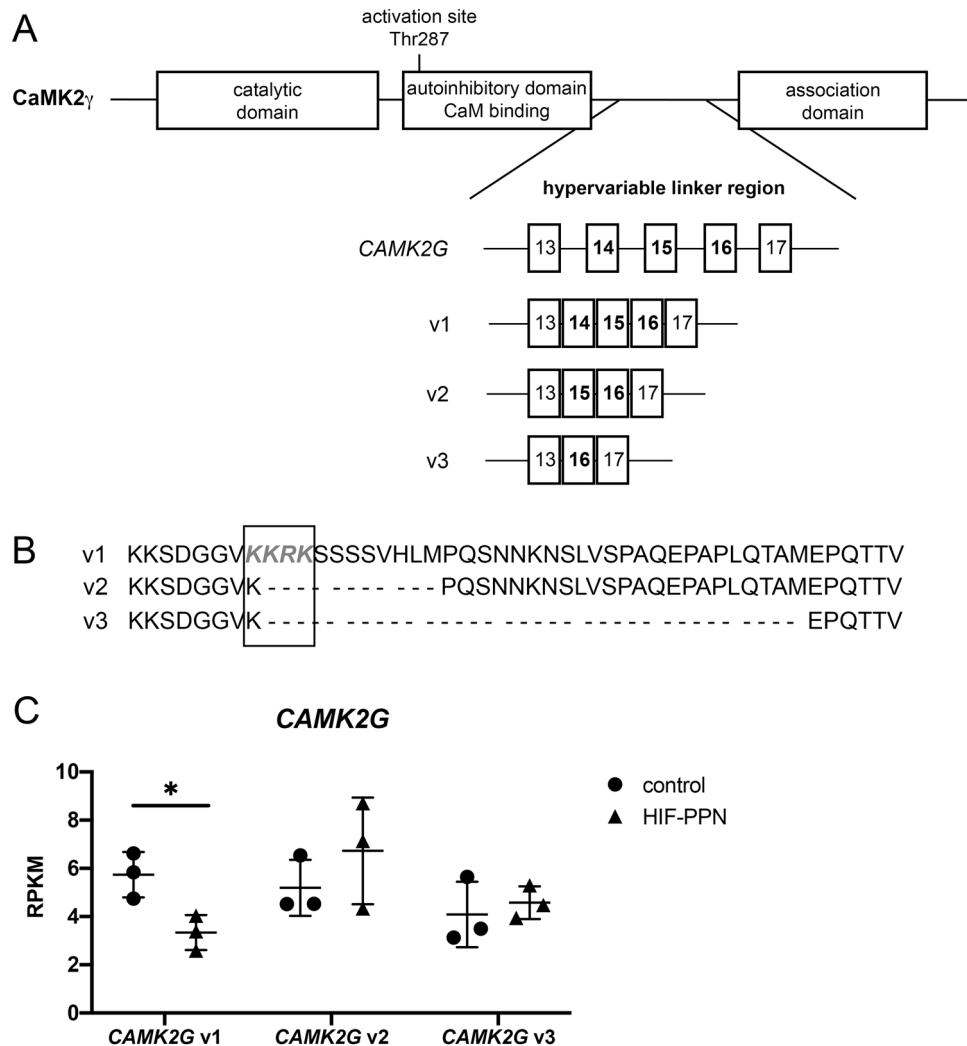 A
activation site
Thr287
CaMK2γ
catalytic
domain
autoinhibitory domain
CaM binding
association
domain
hypervariable linker region
CAMK2G 13 14 15 16 17
v1 13 14 15 16 17
v2 13 15 16 17
v3 13 16 17
B
v1 KKSDGGVKKRKSSSSVHLMPQSNNKNSLVSPAQEPAPLQTAMEPQTTV
v2 KKSDGGVK- - - - - - - - - - - PQSNNKNSLVSPAQEPAPLQTAMEPQTTV
v3 KKSDGGVK- - - - - - - - - - - - - - - - - - - - - - - - - - - - - - - - - - EPQTTV
C
CAMK2G
*
control
HIF-PPN
RPKM
10
8
6
4
2
0
CAMK2G v1 CAMK2G v2 CAMK2G v3